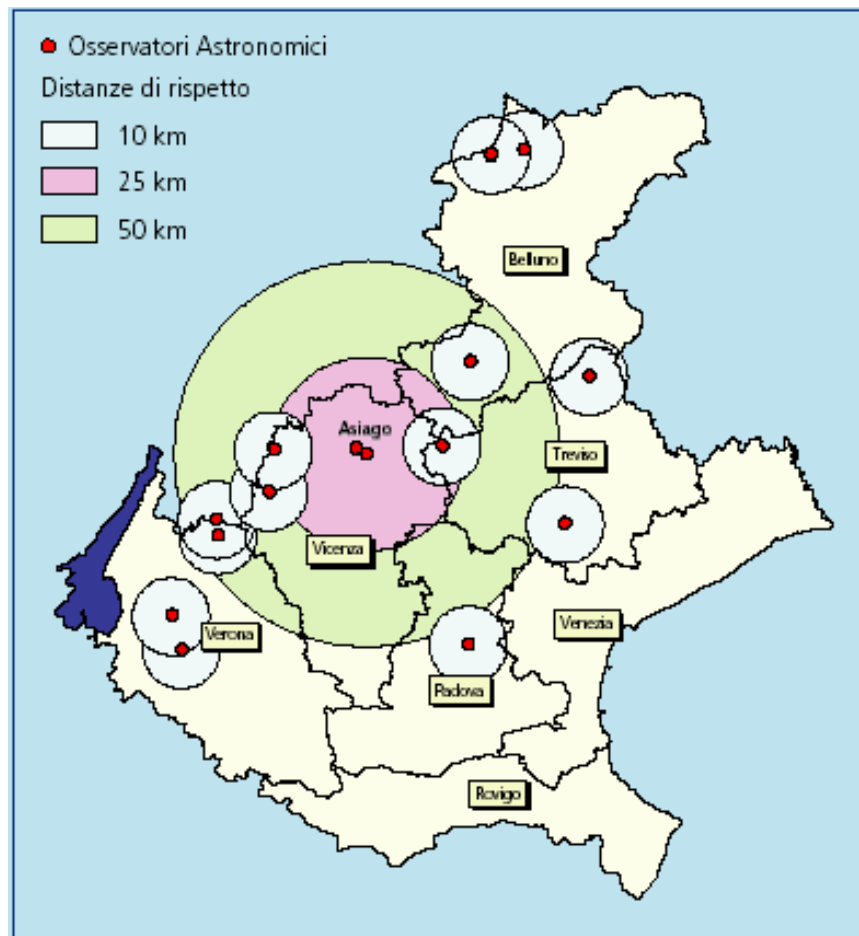 Osservatori Astronomici
Distanze di rispetto
10 km
25 km
50 km
Belluno
Asiago
Treviso
Vicenza
Venezia
Verona
Padova
Rovigo